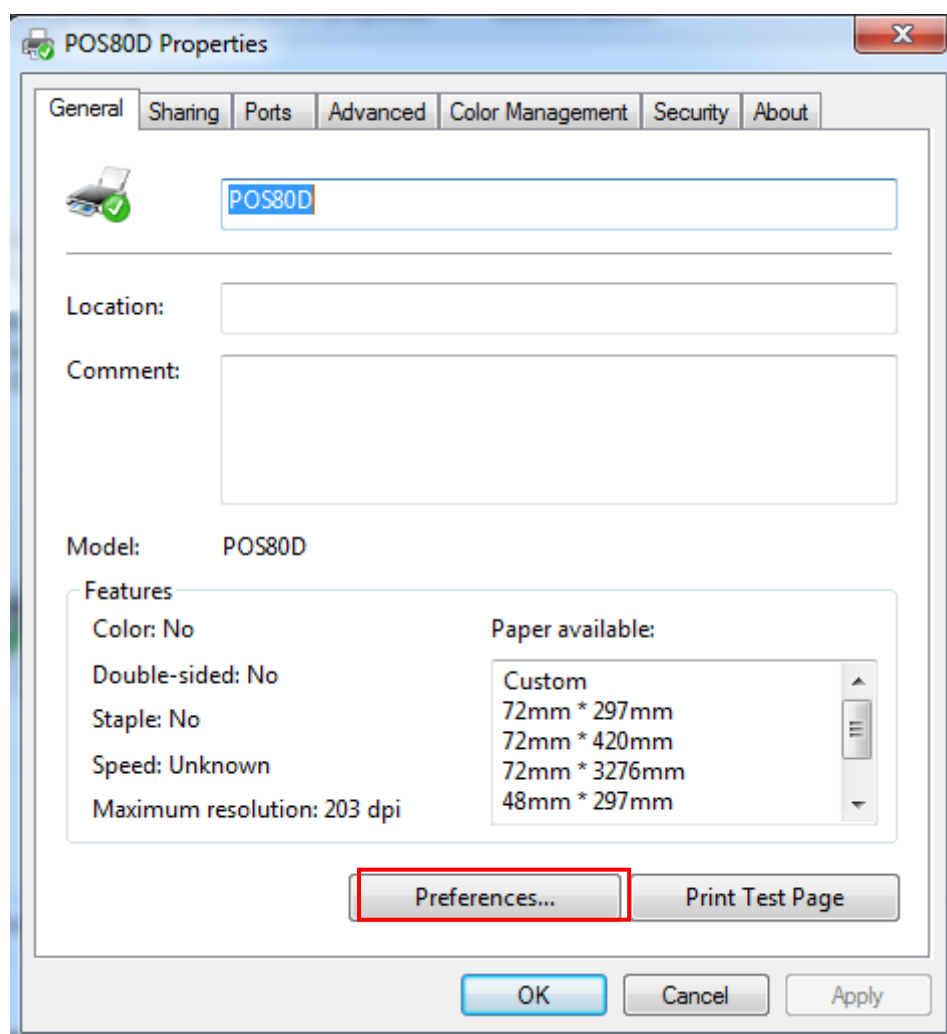 POS80D Properties
General Sharing Ports Advanced Color Management Security About
POS80D
Location:
Comment:
Model: POS80D
Features
Color: No
Double-sided: No
Staple: No
Speed: Unknown
Maximum resolution: 203 dpi
Paper available:
Custom
72mm * 297mm
72mm * 420mm
72mm * 3276mm
48mm * 297mm
Preferences... Print Test Page
OK Cancel Apply